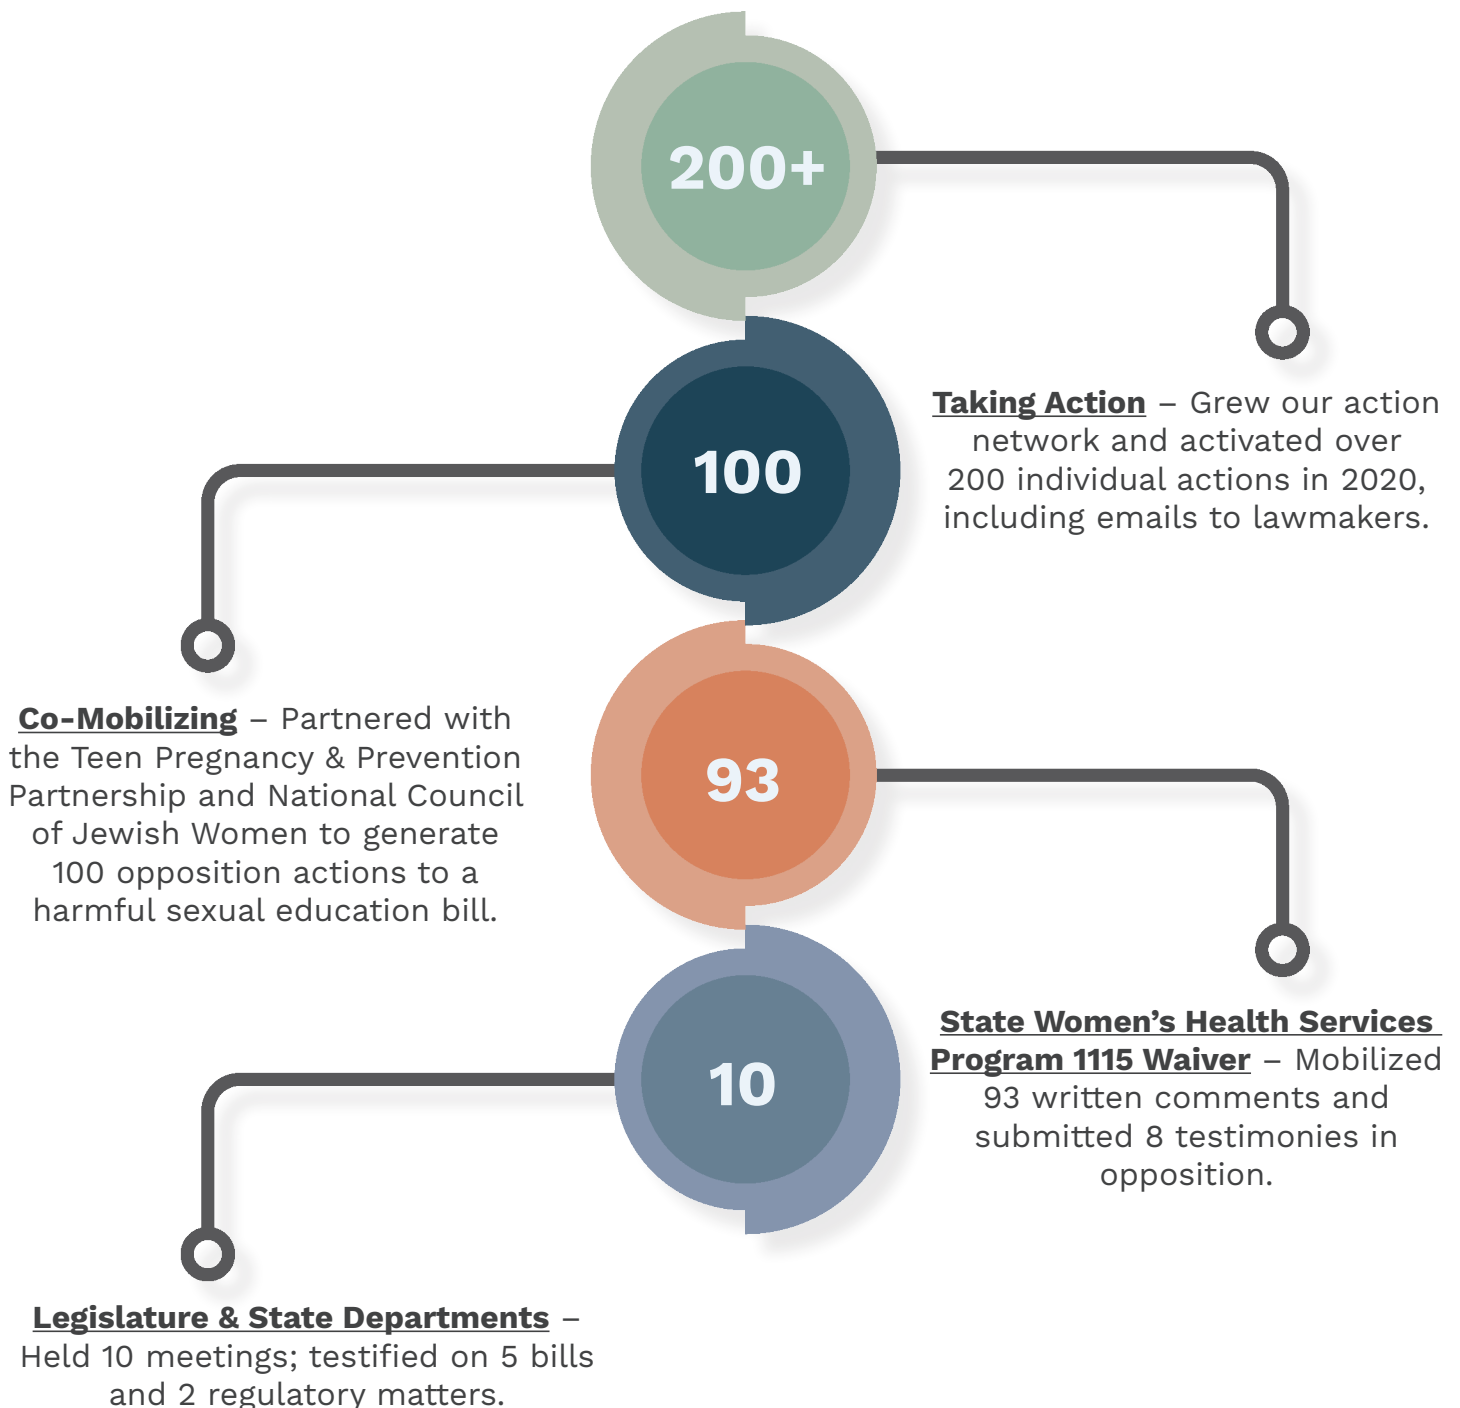 200+
Taking Action – Grew our action
network and activated over
200 individual actions in 2020,
including emails to lawmakers.
100
Co-Mobilizing – Partnered with
the Teen Pregnancy & Prevention
Partnership and National Council
of Jewish Women to generate
100 opposition actions to a
harmful sexual education bill.
93
State Women’s Health Services
Program 1115 Waiver – Mobilized
93 written comments and
submitted 8 testimonies in
opposition.
10
Legislature & State Departments –
Held 10 meetings; testified on 5 bills
and 2 regulatory matters.